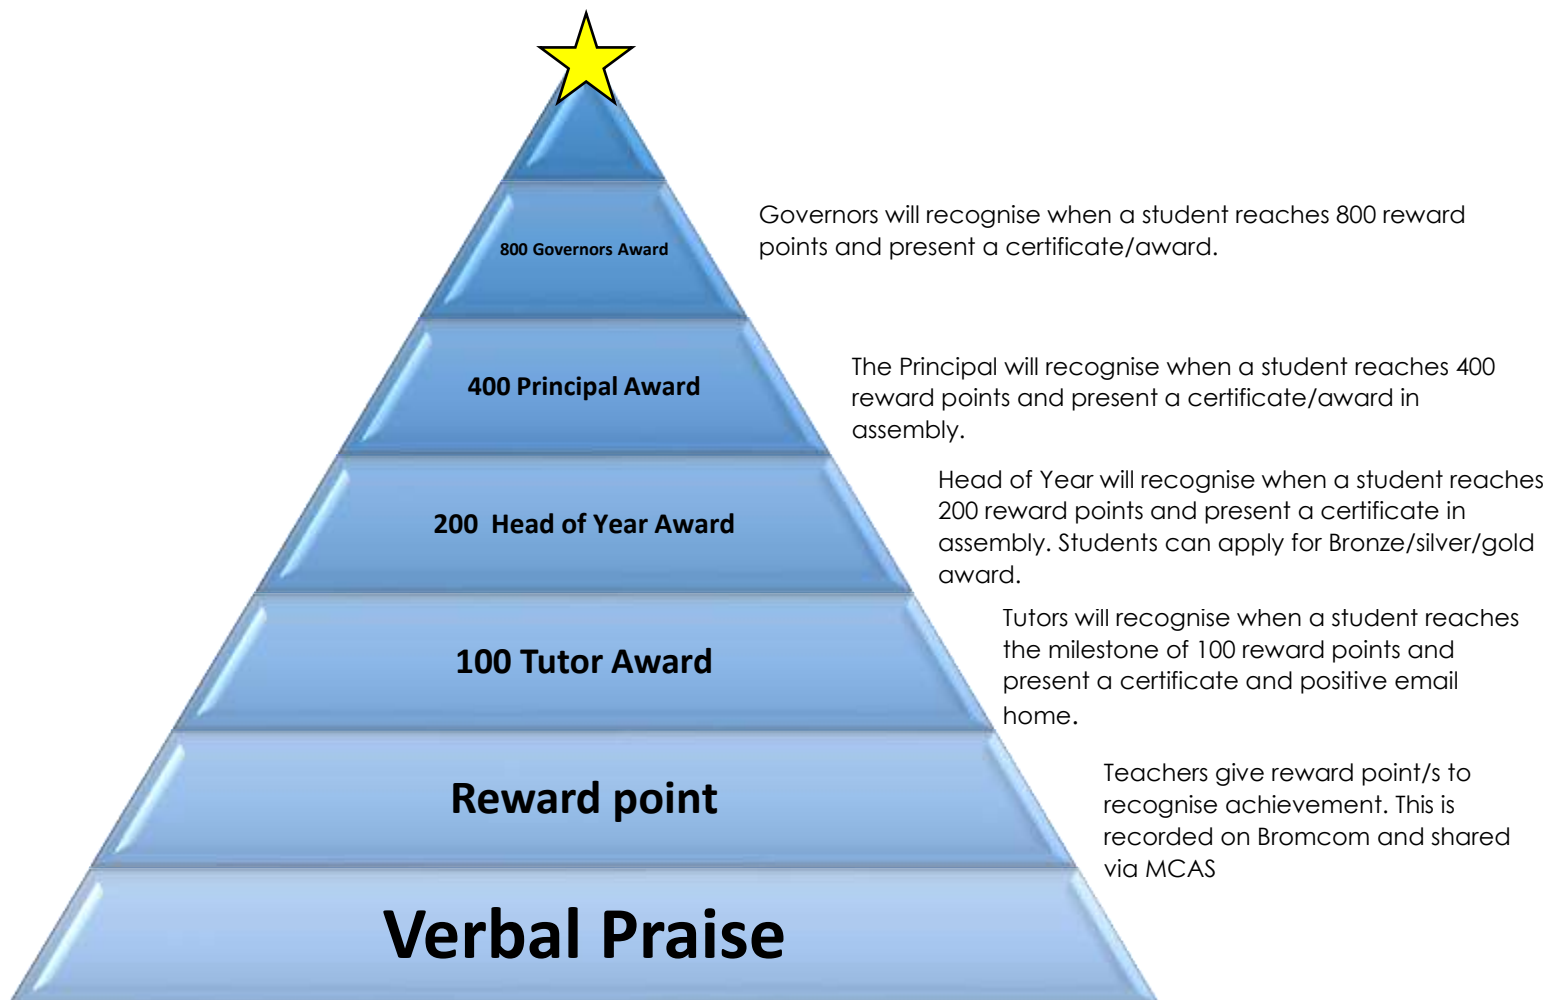 800 Governors Award
Governors will recognise when a student reaches 800 reward
points and present a certificate/award.
400 Principal Award
The Principal will recognise when a student reaches 400
reward points and present a certificate/award in
assembly.
200  Head of Year Award
Head of Year will recognise when a student reaches
200 reward points and present a certificate in
assembly. Students can apply for Bronze/silver/gold
award.
100 Tutor Award
Tutors will recognise when a student reaches
the milestone of 100 reward points and
present a certificate and positive email
home.
Reward point
Teachers give reward point/s to
recognise achievement. This is
recorded on Bromcom and shared
via MCAS
Verbal Praise